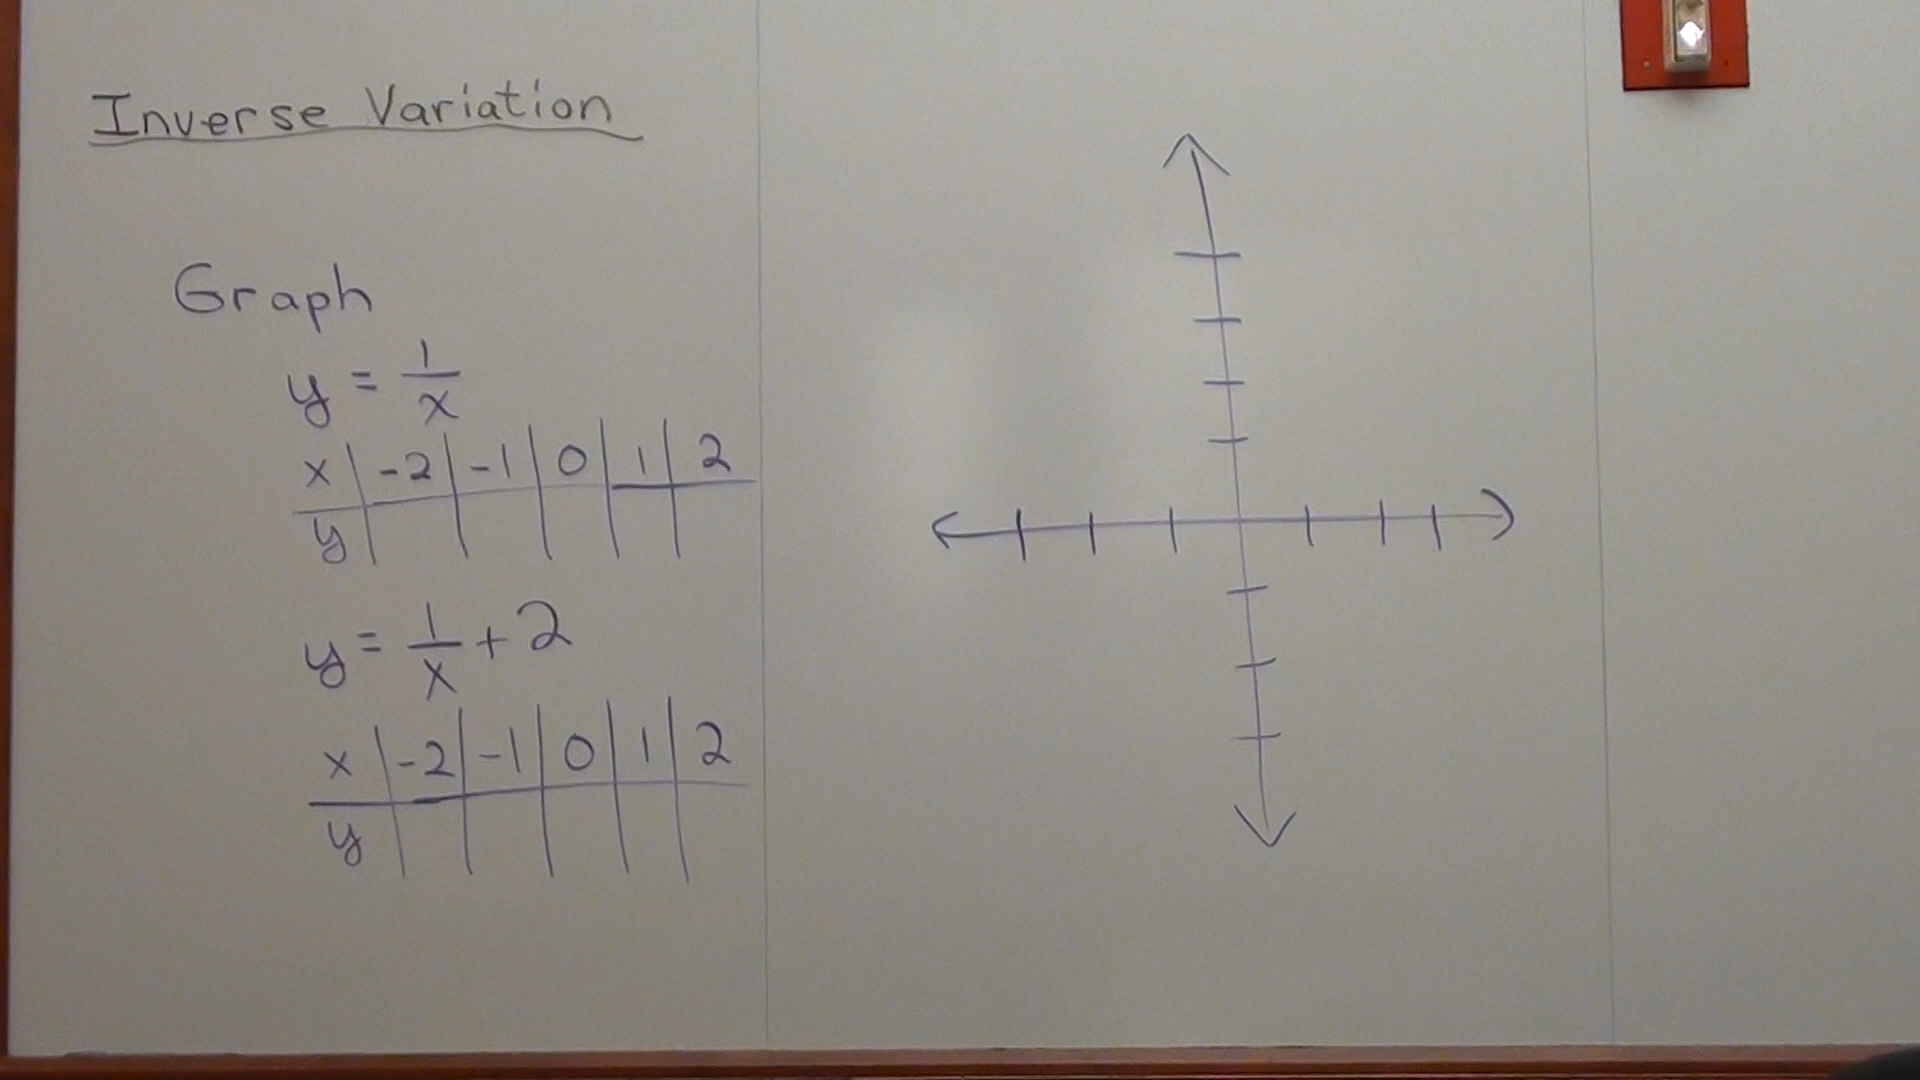 Inverse Variation
Graph
y = 1/x
x | -2 | -1 | 0 | 1 | 2
y
y = 1/x + 2
x | -2 | -1 | 0 | 1 | 2
y